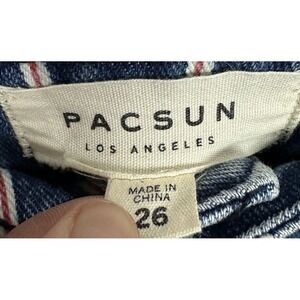 PACSUN
LOS ANGELES
MADE IN
CHINA
26